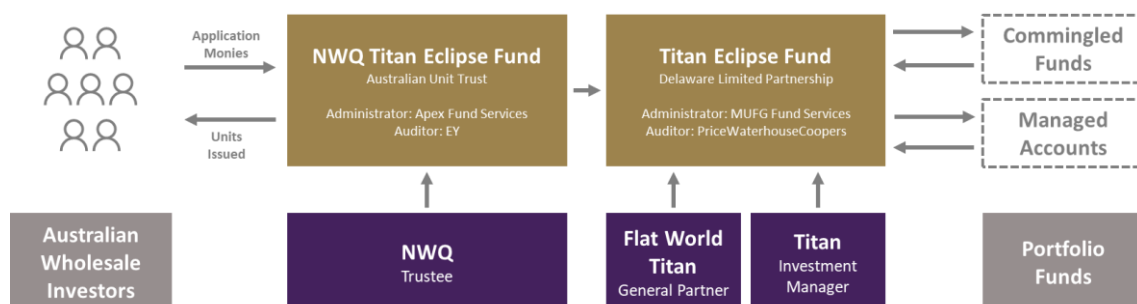 Application
Monies
Units
Issued
NWQ Titan Eclipse Fund
Australian Unit Trust
Administrator: Apex Fund Services
Auditor: EY
Titan Eclipse Fund
Delaware Limited Partnership
Administrator: MUFG Fund Services
Auditor: PriceWaterhouseCoopers
Commingled
Funds
Managed
Accounts
Australian
Wholesale
Investors
NWQ
Trustee
Flat World
Titan
General Partner
Titan
Investment
Manager
Portfolio
Funds